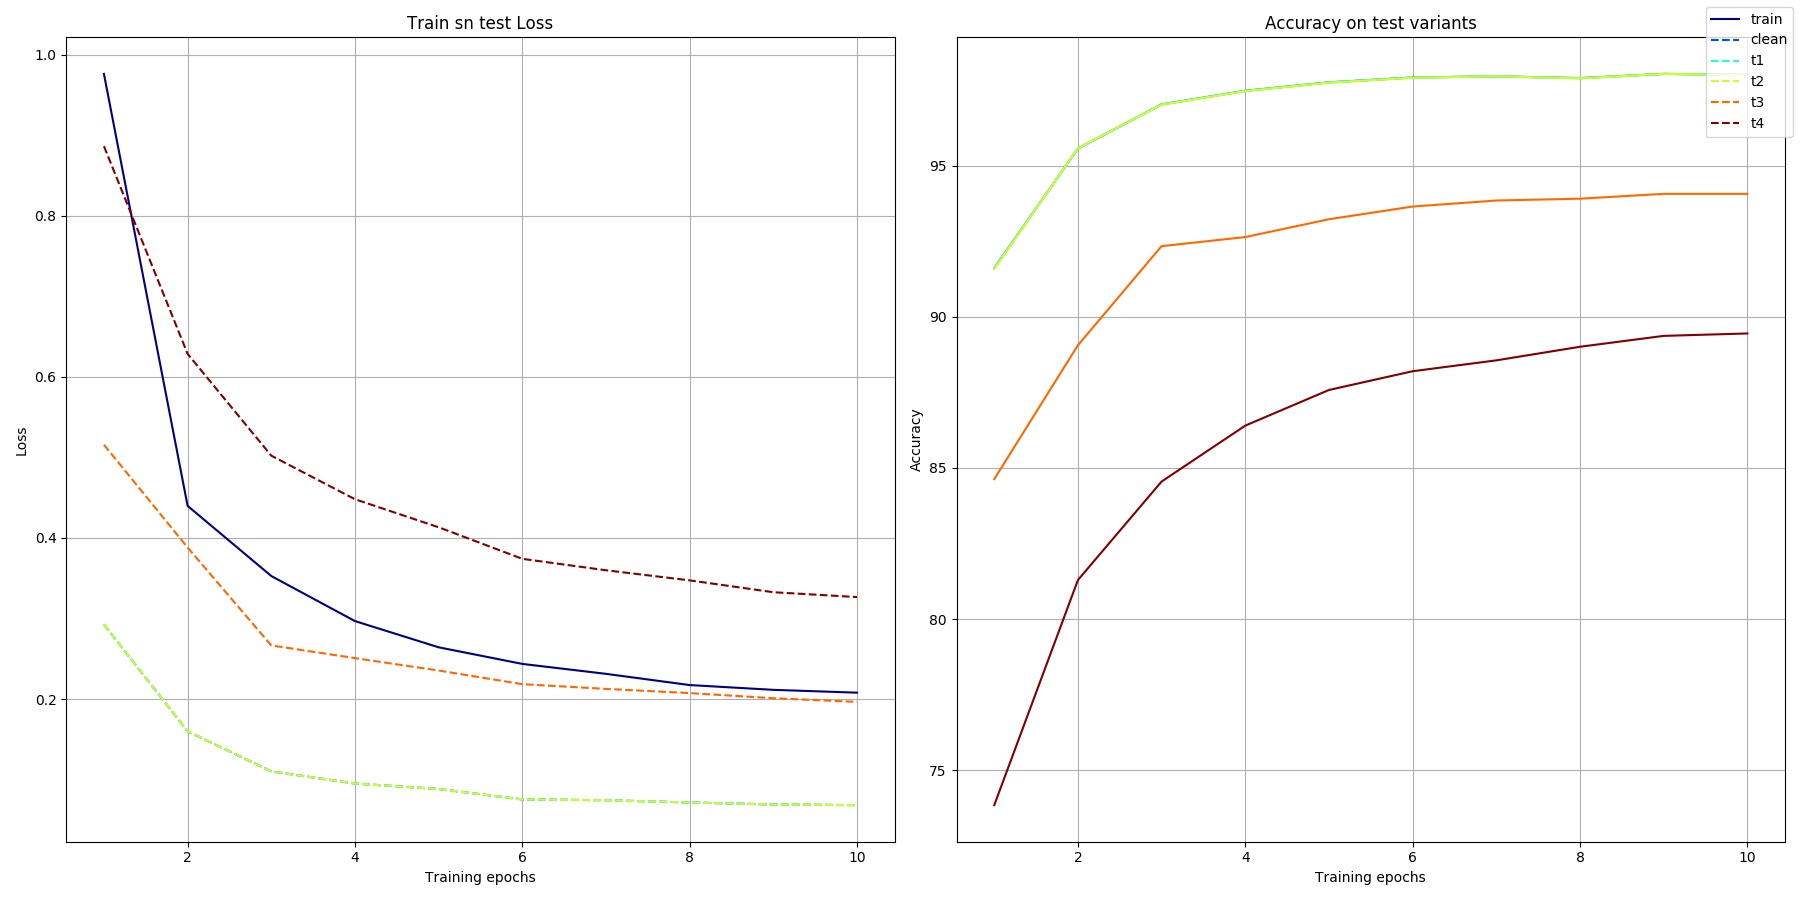 Train sn test Loss
1.0
0.8
0.6
0.4
0.2
Loss
2
4
6
8
10
Training epochs
Accuracy on test variants
95
90
85
80
75
Accuracy
2
4
6
8
10
Training epochs
train
clean
t1
t2
t3
t4